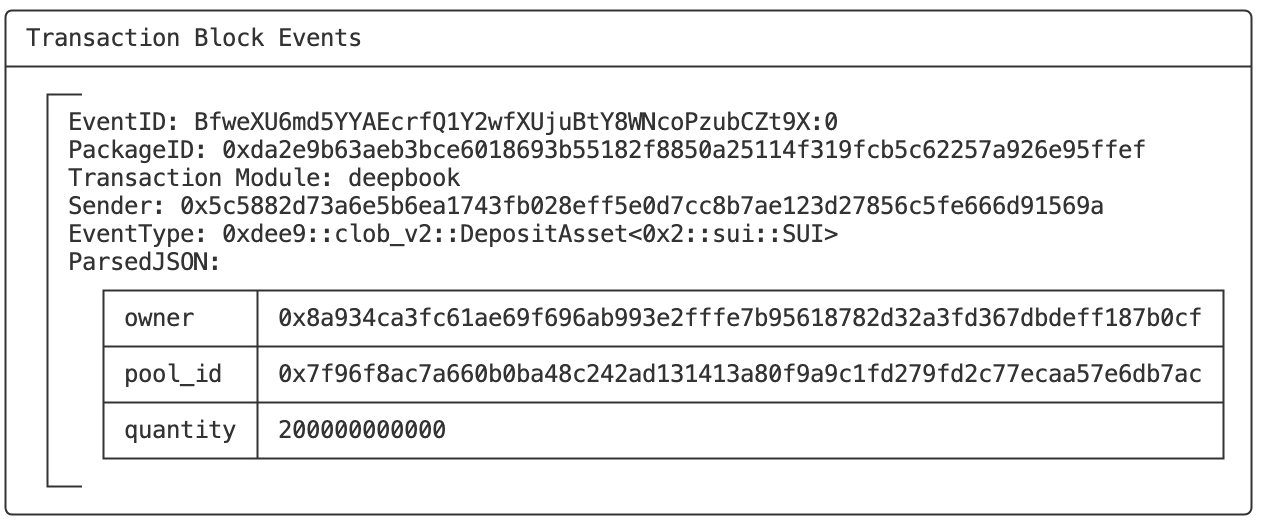 Transaction Block Events
EventID: BfweXU6md5YYAEcrfQ1Y2wfXUjuBtY8WNcoPzubCZt9X:0
PackageID: 0xda2e9b63aeb3bce6018693b55182f8850a25114f319fcb5c62257a926e95ffef
Transaction Module: deepbook
Sender: 0x5c5882d73a6e5b6ea1743fb028eff5e0d7cc8b7ae123d27856c5fe666d91569a
EventType: 0xdee9::clob_v2::DepositAsset<0x2::sui::SUI>
ParsedJSON:
owner 0x8a934ca3fc61ae69f696ab993e2fffe7b95618782d32a3fd367dbdeff187b0cf
pool_id 0x7f96f8ac7a660b0ba48c242ad131413a80f9a9c1fd279fd2c77ecaa57e6db7ac
quantity 200000000000